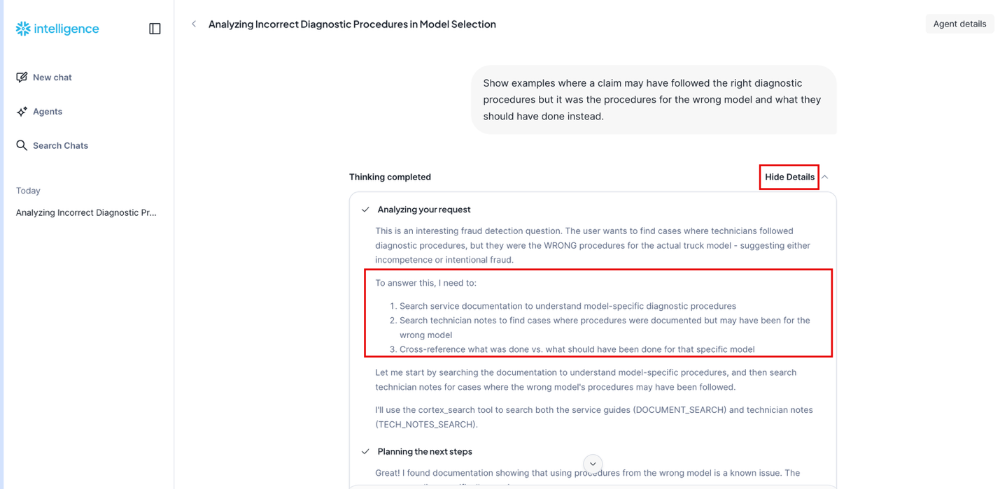 intelligence
New chat
Agents
Search Chats
Today
Analyzing Incorrect Diagnostic Pr...
Analyzing Incorrect Diagnostic Procedures in Model Selection
Agent details
Show examples where a claim may have followed the right diagnostic
procedures but it was the procedures for the wrong model and what they
should have done instead.
Thinking completed
Hide Details
Analyzing your request
This is an interesting fraud detection question. The user wants to find cases where technicians followed
diagnostic procedures, but they were the WRONG procedures for the actual truck model - suggesting either
incompetence or intentional fraud.
To answer this, I need to:
1. Search service documentation to understand model-specific diagnostic procedures
2. Search technician notes to find cases where procedures were documented but may have been for the
wrong model
3. Cross-reference what was done vs. what should have been done for that specific model
Let me start by searching the documentation to understand model-specific procedures, and then search
technician notes for cases where the wrong model's procedures may have been followed.
I'll use the cortex_search tool to search both the service guides (DOCUMENT_SEARCH) and technician notes
(TECH_NOTES_SEARCH).
Planning the next steps
Great! I found documentation showing that using procedures from the wrong model is a known issue. The